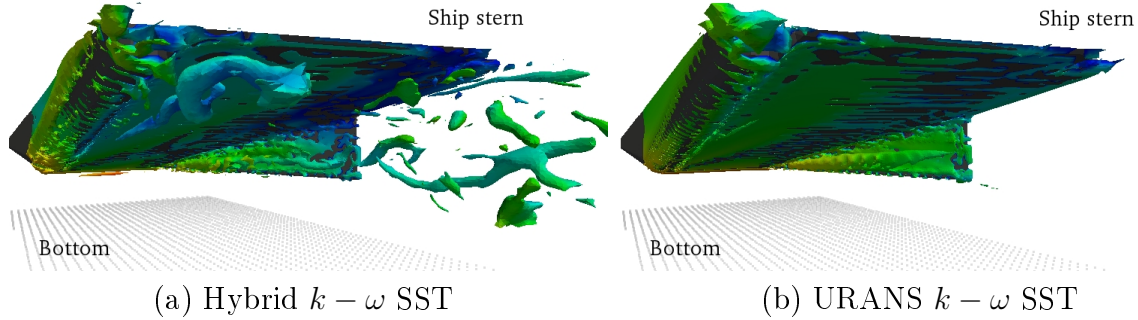 Ship stern
Ship stern
Bottom
Bottom
(a) Hybrid k − ω SST
(b) URANS k − ω SST